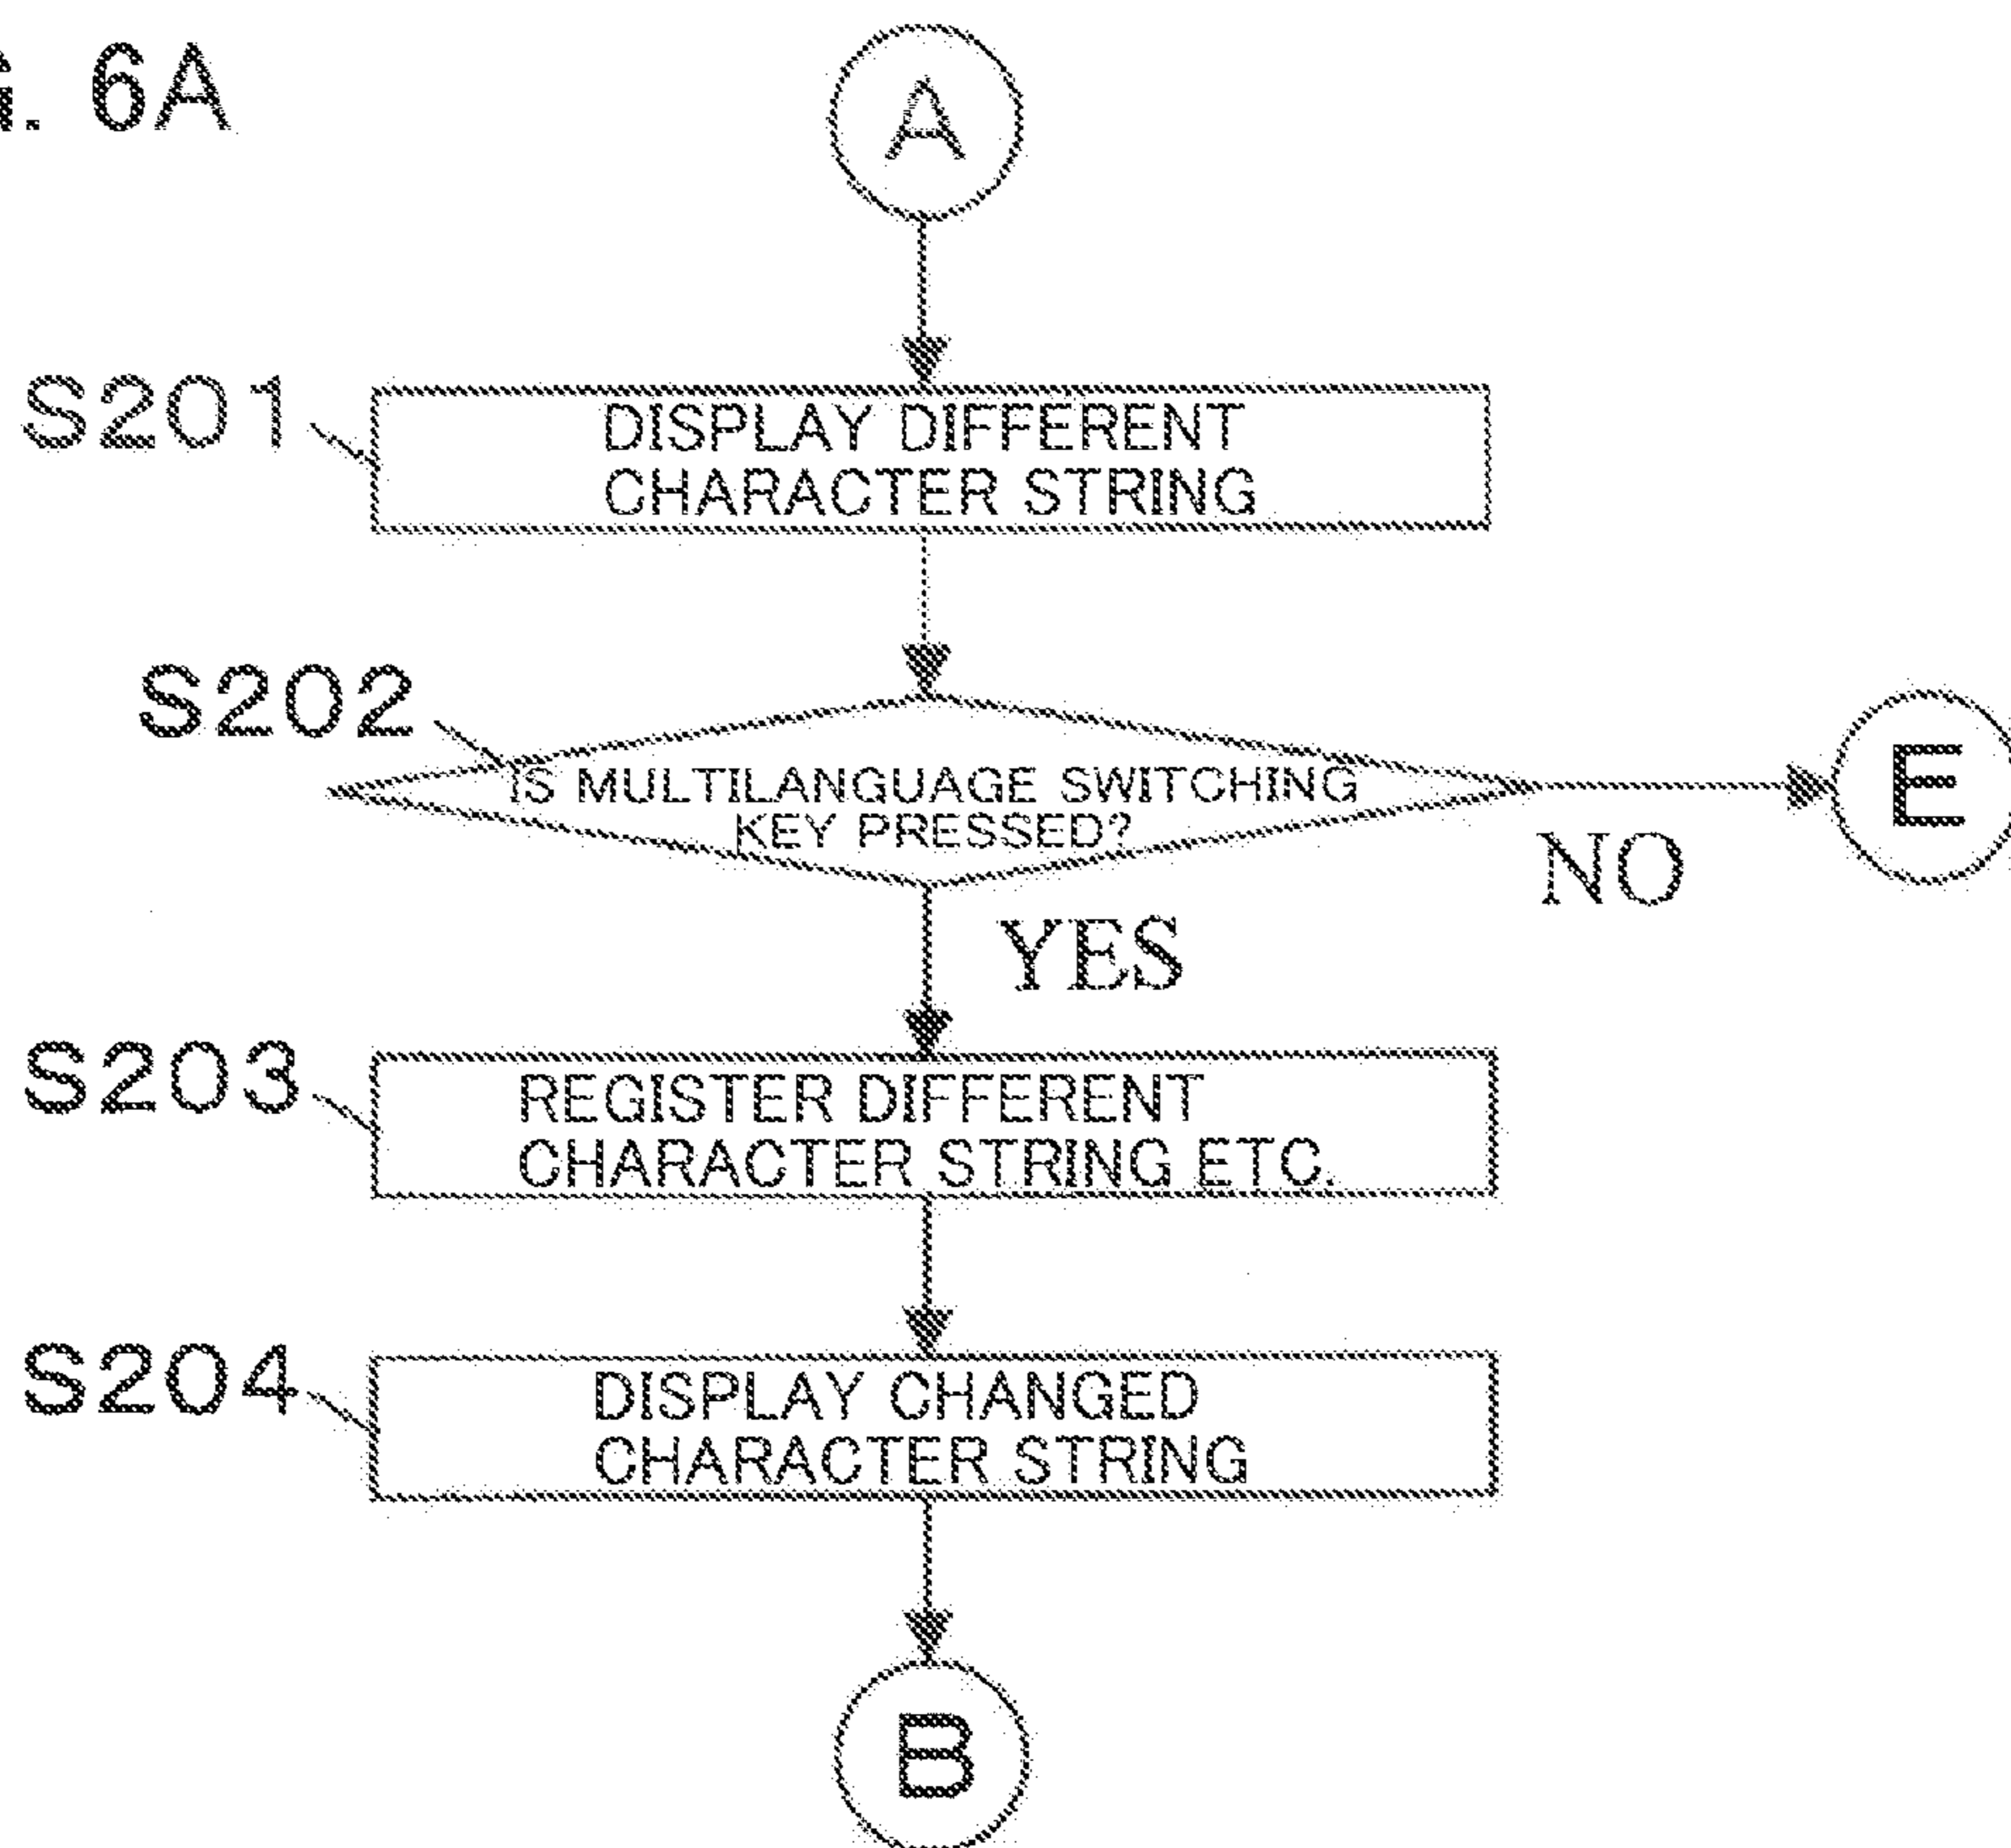 G. 6A
A
S201
DISPLAY DIFFERENT
CHARACTER STRING
S202
IS MULTILANGUAGE SWITCHING
KEY PRESSED?
E
NO
YES
S203
REGISTER DIFFERENT
CHARACTER STRING ETC.
S204
DISPLAY CHANGED
CHARACTER STRING
B